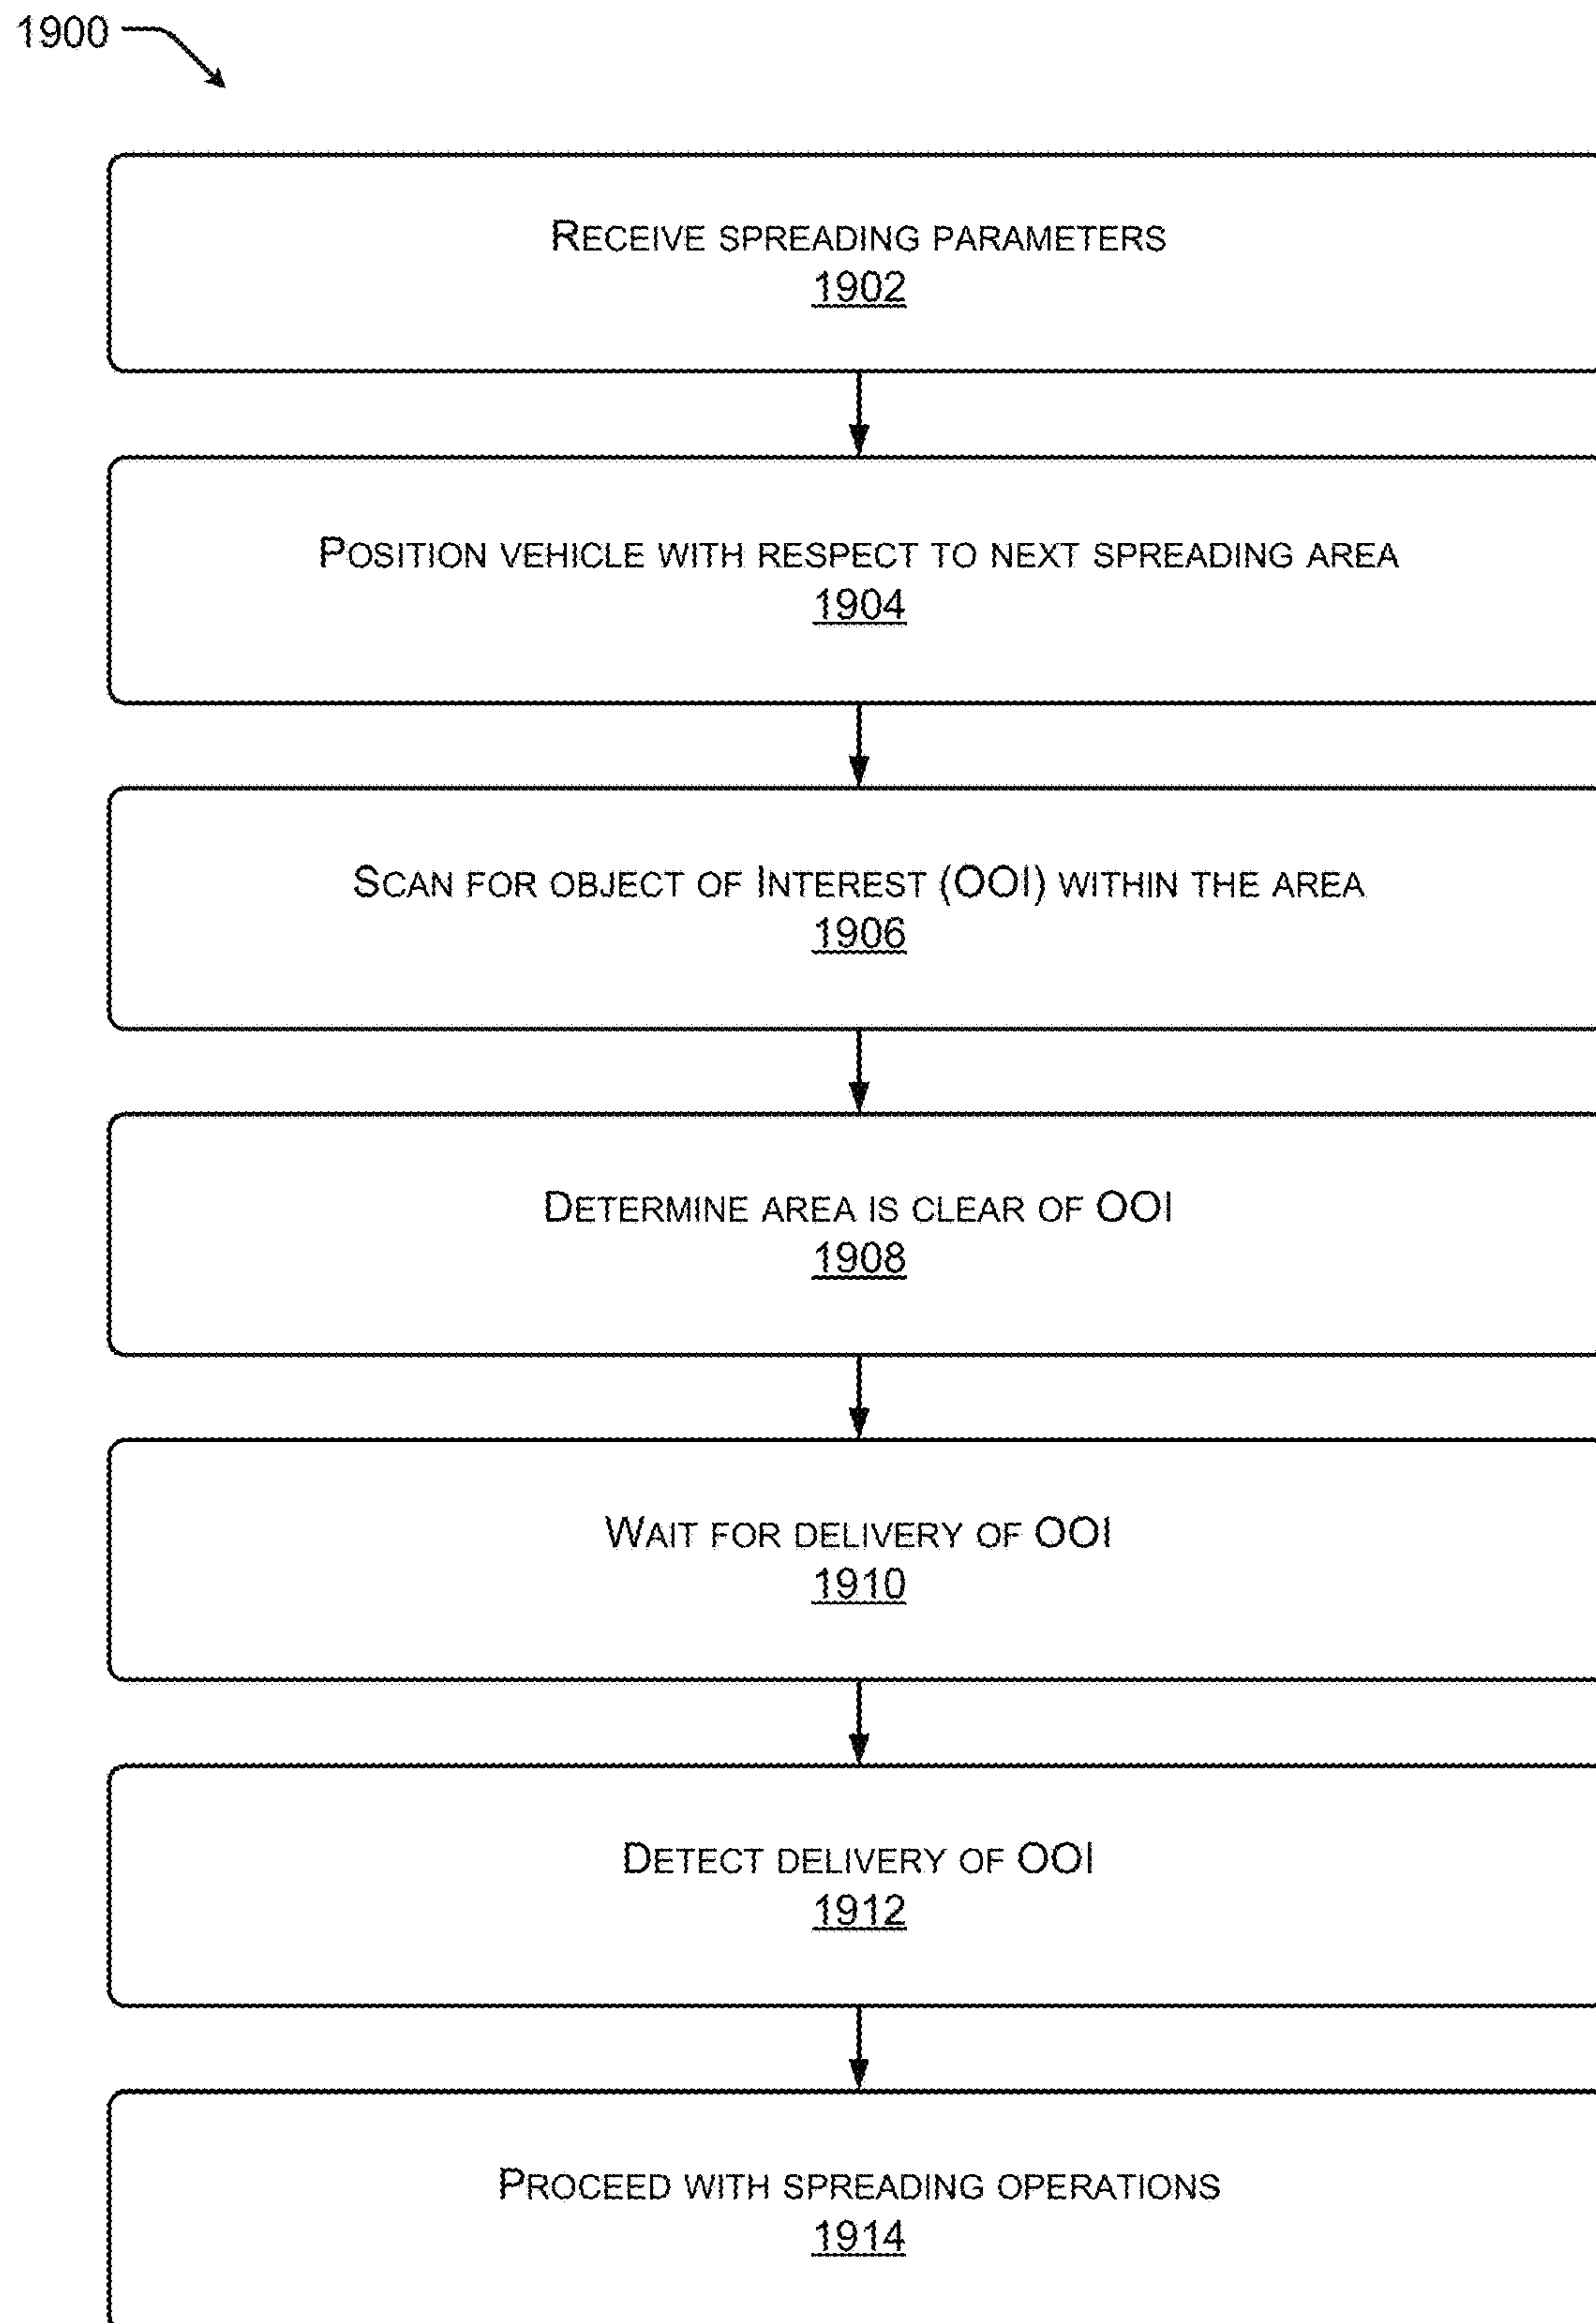 1900
RECEIVE SPREADING PARAMETERS
1902
POSITION VEHICLE WITH RESPECT TO NEXT SPREADING AREA
1904
SCAN FOR OBJECT OF INTEREST (OOI) WITHIN THE AREA
1906
DETERMINE AREA IS CLEAR OF OOI
1908
WAIT FOR DELIVERY OF OOI
1910
DETECT DELIVERY OF OOI
1912
PROCEED WITH SPREADING OPERATIONS
1914